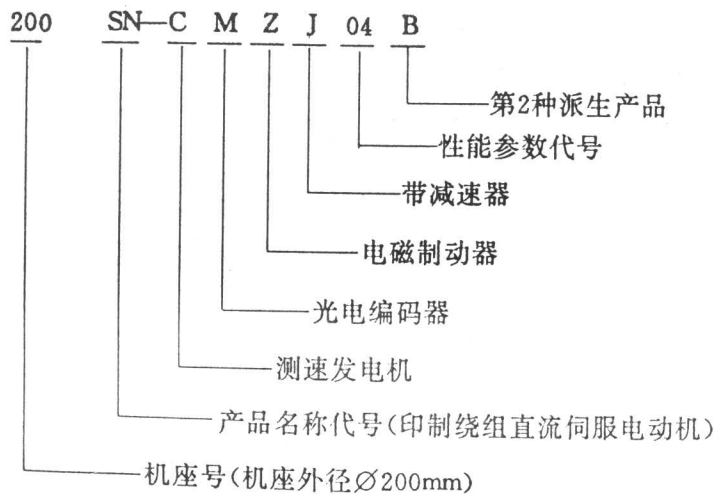 200 SN—C M Z J 04 B
第2种派生产品
性能参数代号
带减速器
电磁制动器
光电编码器
测速发电机
产品名称代号(印制绕组直流伺服电动机)
机座号(机座外径∅200mm)